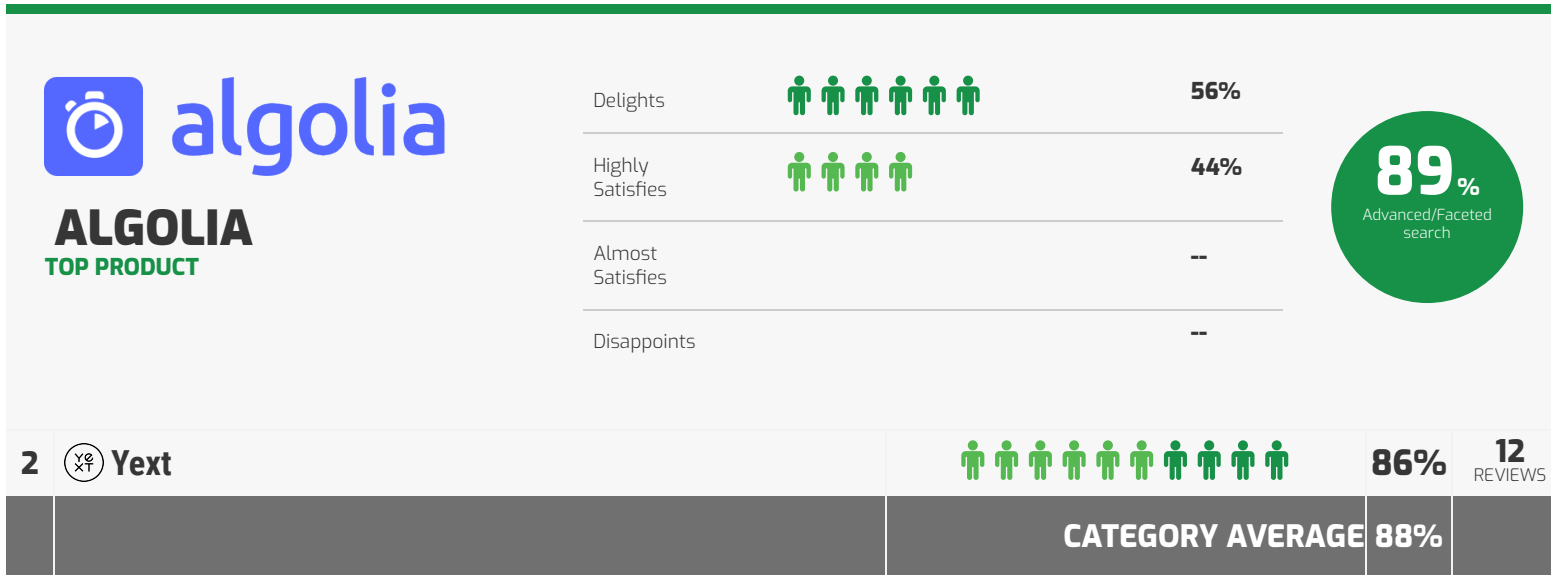 algolia
ALGOLIA
TOP PRODUCT
Delights 56%
Highly
Satisfies 44%
Almost
Satisfies --
Disappoints --
89%
Advanced/Faceted
search
2 YEXT Yext 86% 12
REVIEWS
CATEGORY AVERAGE 88%